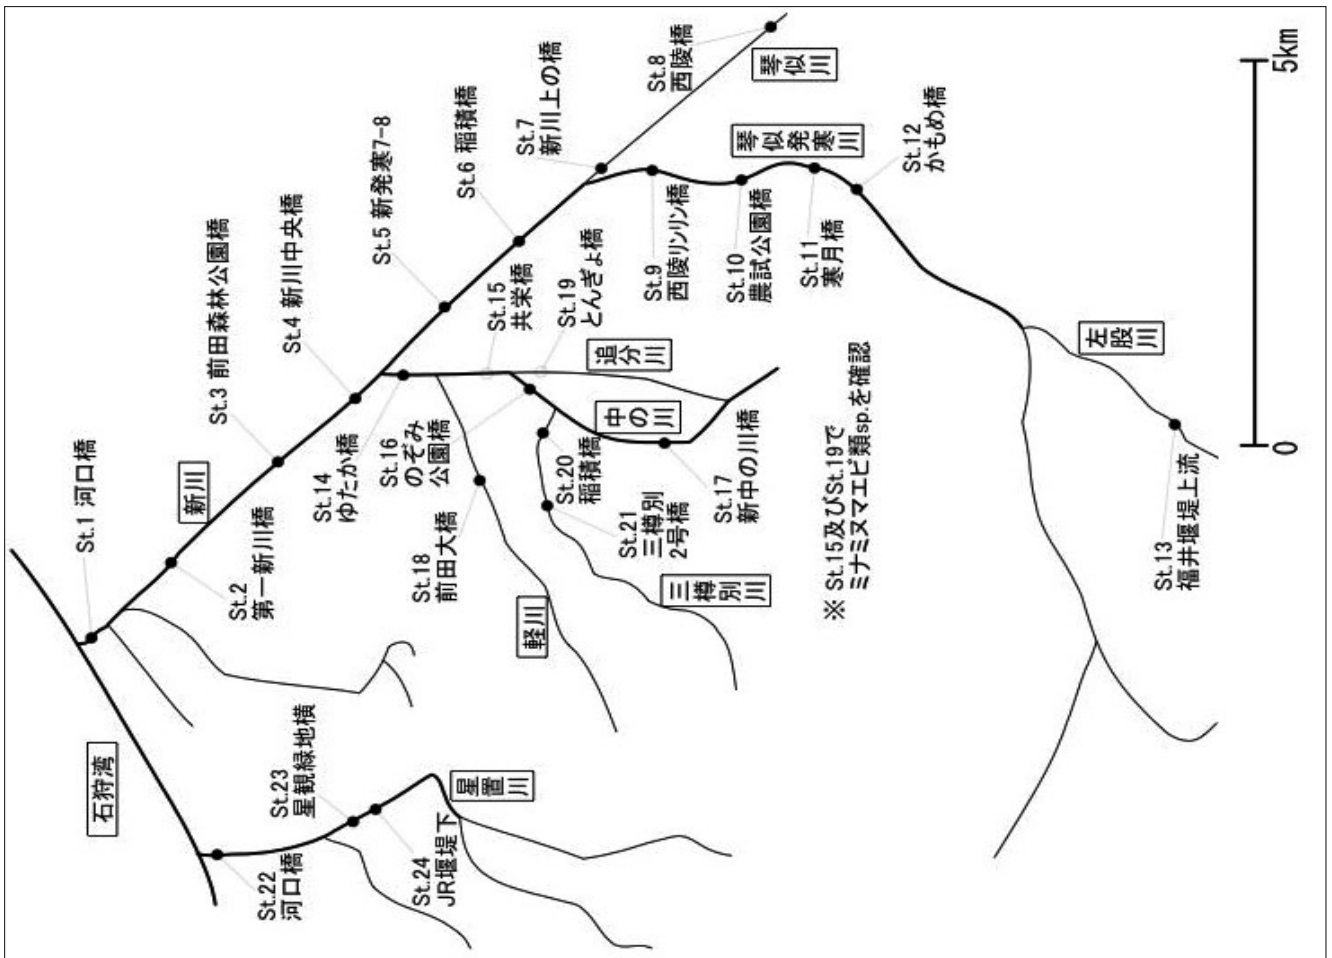 St.1 河口橋
St.2
第一新川橋
St.3 前田森林公園橋
St.4 新川中央橋
St.5 新発寒7-8
St.6 稲積橋
St.7
新川上の橋
St.8
西陵橋
St.9
西陵リンリン橋
St.10
農試公園橋
St.11
寒月橋
St.12
かもめ橋
St.13
福井堰堤上流
St.14
ゆたか橋
St.15
共栄橋
St.16
のぞみ
公園橋
St.17
新中の川橋
St.18
前田大橋
St.19
とんぎょ橋
St.20
稲積橋
St.21
三樽別
2号橋
St.22
河口橋
St.23
星観緑地横
St.24
JR堰堤下
石狩湾
新川
琴似
川
琴似発寒
川
左股
川
追分
川
中の
川
軽川
三樽別
川
星置
川
※ St.15及びSt.19で
ミナミヌマエビ類sp.を確認
0
5km